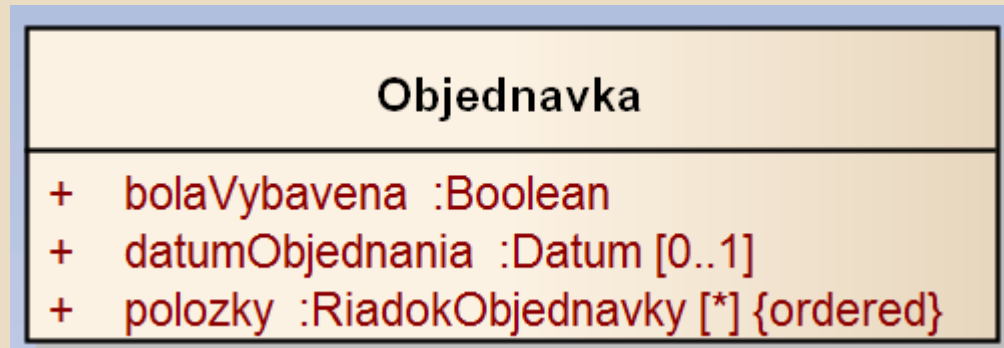 Objednavka
+ bolaVybavena :Boolean
+ datumObjednania :Datum [0..1]
+ polozky :RiadokObjednavky [*] {ordered}